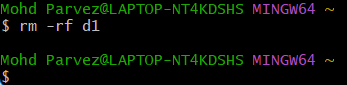 Mohd Parvez@LAPTOP-NT4KDSHS MINGW64 ~
$ rm -rf d1
Mohd Parvez@LAPTOP-NT4KDSHS MINGW64 ~
$